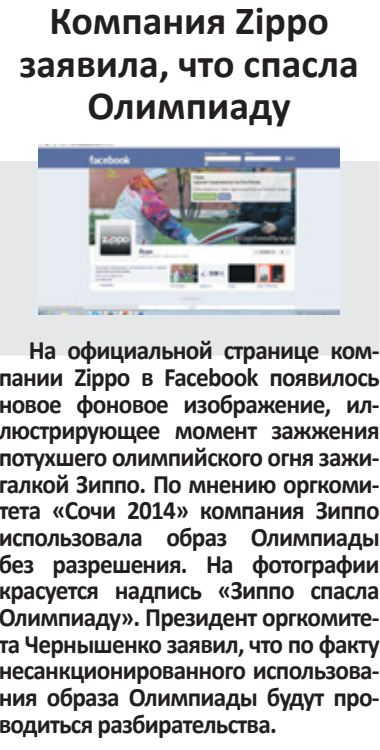 Компания Zippo
заявила, что спасла
Олимпиаду
facebook
zippo
На официальной странице ком-
пании Zippo в Facebook появилось
новое фоновое изображение, ил-
люстрирующее момент зажжения
потухшего олимпийского огня зажи-
галкой Зиппо. По мнению оргкоми-
тета «Сочи 2014» компания Зиппо
использовала образ Олимпиады
без разрешения. На фотографии
красуется надпись «Зиппо спасла
Олимпиаду». Президент оргкомите-
та Чернышенко заявил, что по факту
несанкционированного использова-
ния образа Олимпиады будут про-
водиться разбирательства.